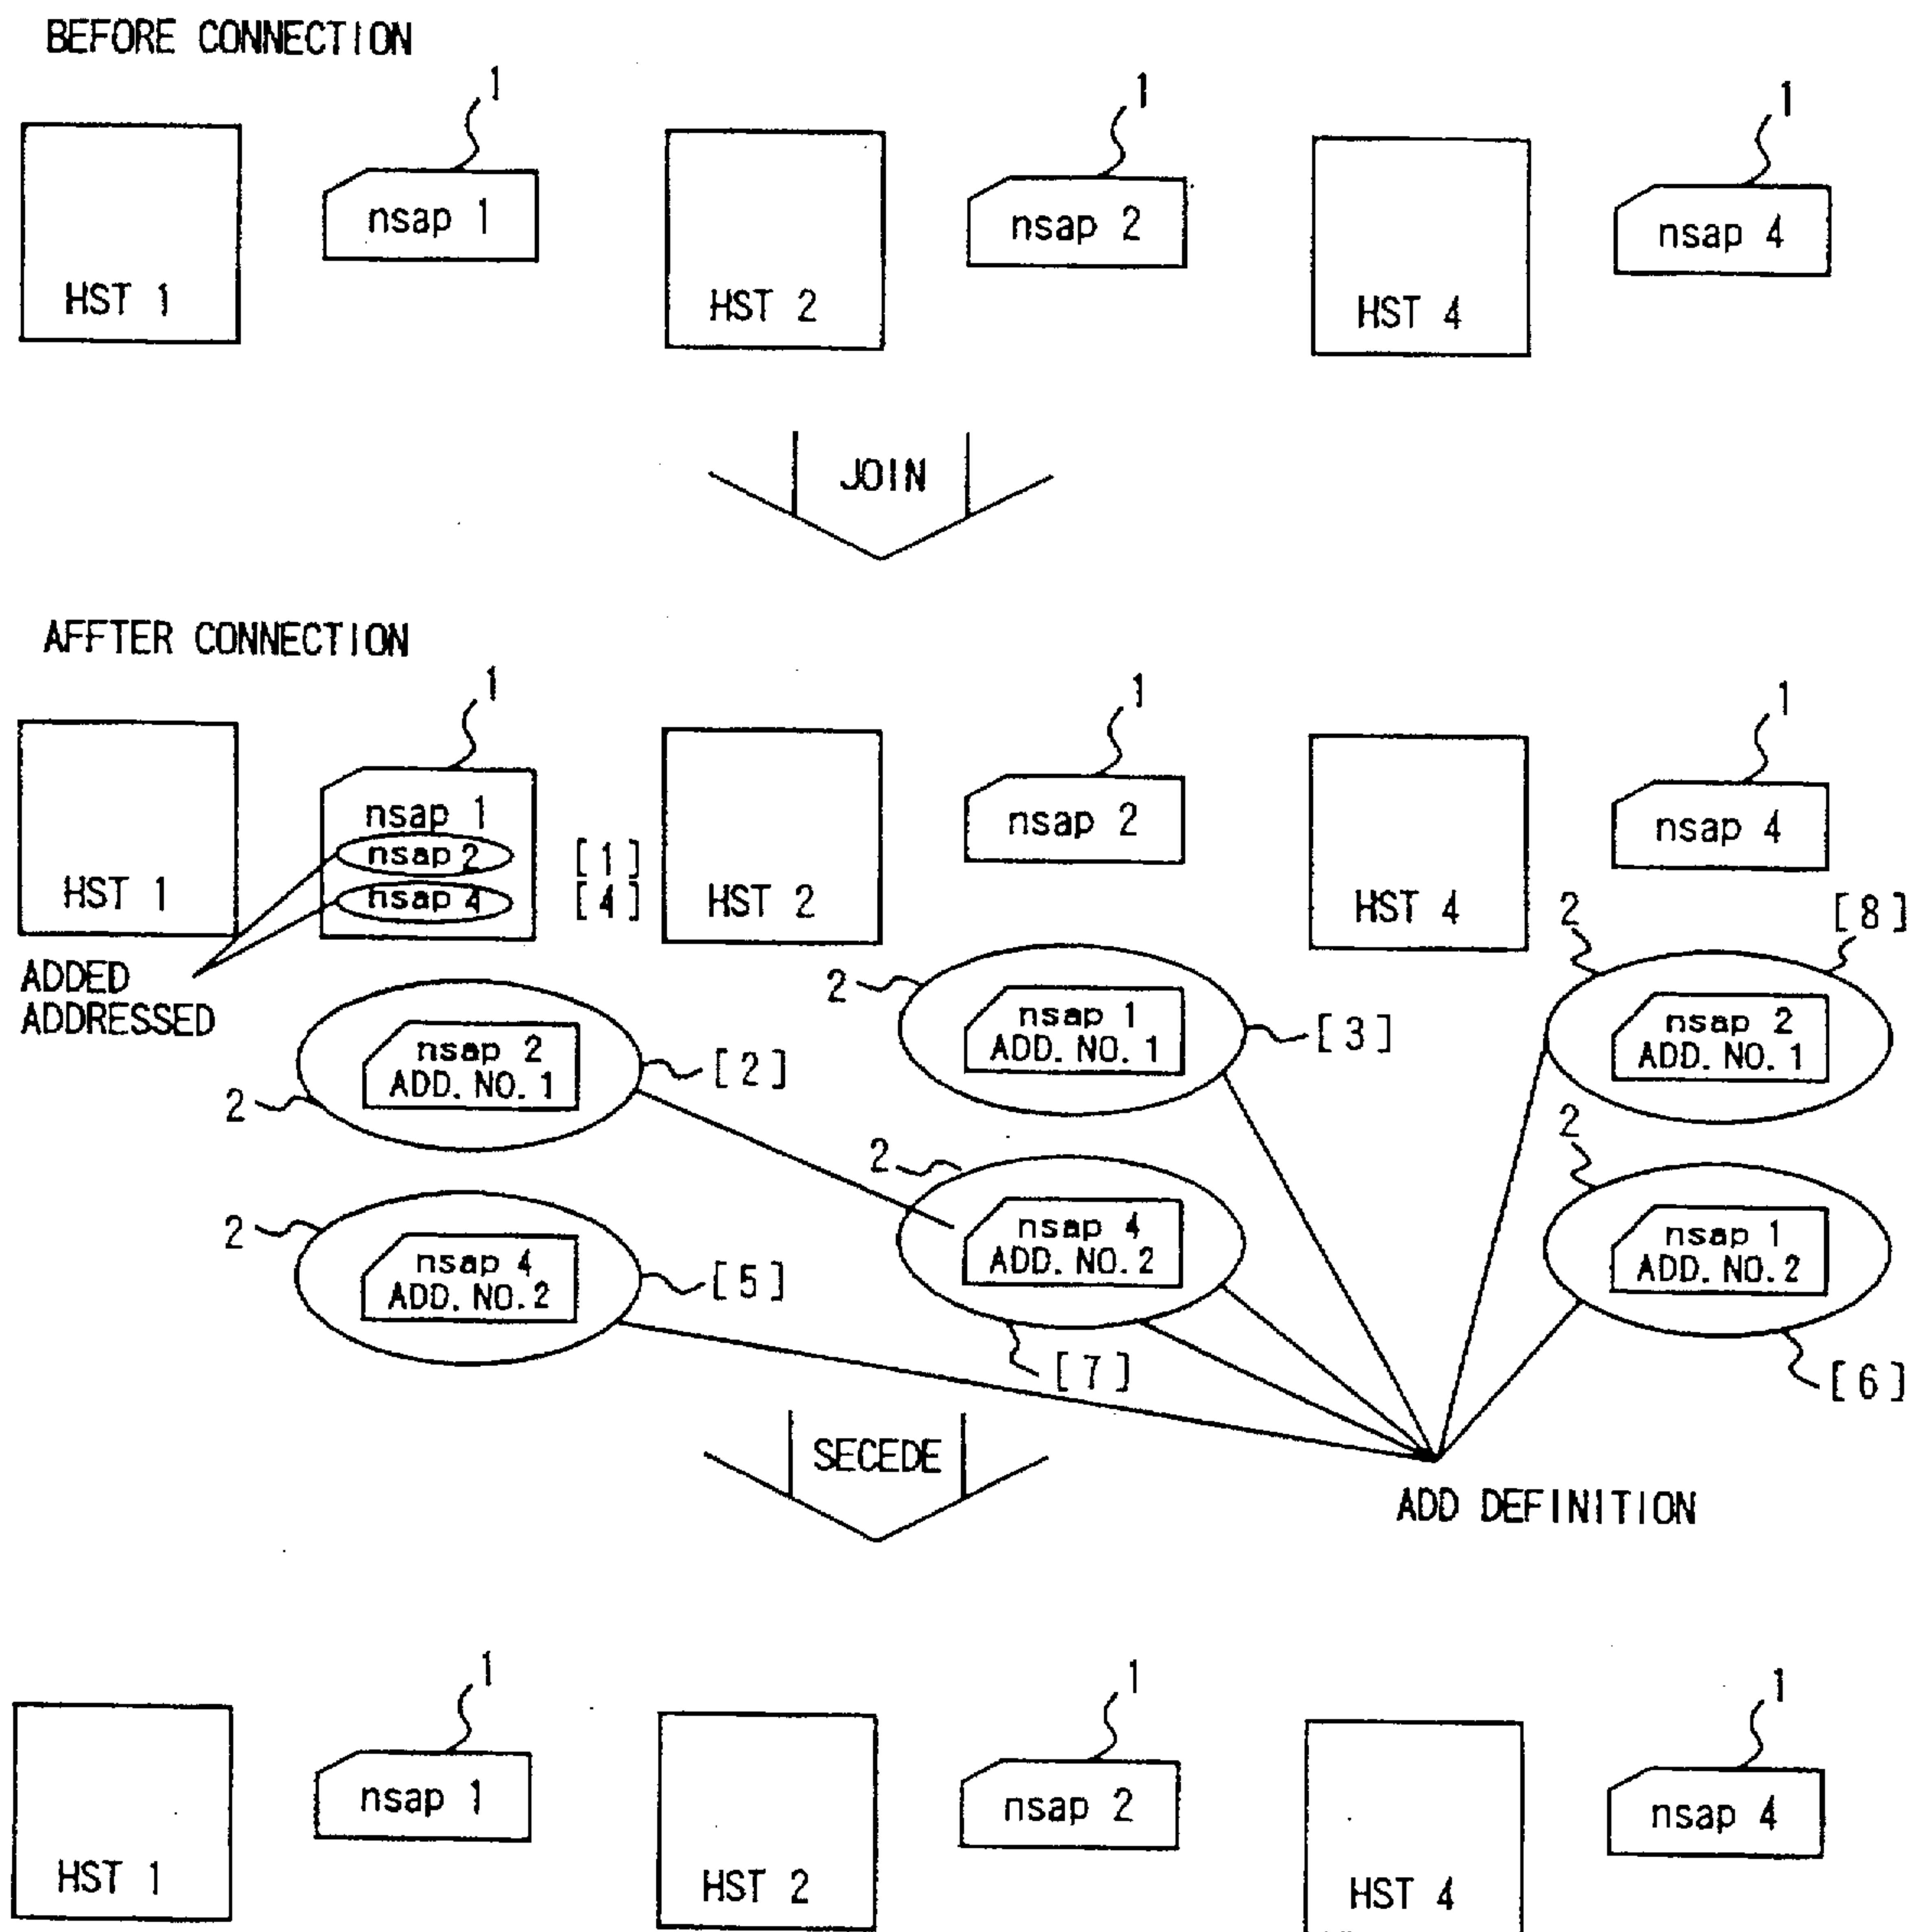 BEFORE CONNECTION
1
1
1
nsap 1
nsap 2
nsap 4
HST 1
HST 2
HST 4
JOIN
AFFTER CONNECTION
1
1
1
nsap 1
nsap 2
nsap 4
nsap 2
[1]
nsap 4
[4]
HST 1
HST 2
HST 4
2
[8]
ADDED
ADDRESSED
2
nsap 1
ADD. NO. 1
[3]
nsap 2
ADD. NO. 1
nsap 2
ADD. NO. 1
[2]
2
2
2
2
nsap 4
ADD. NO. 2
nsap 4
ADD. NO. 2
nsap 1
ADD. NO. 2
[5]
[7]
[6]
SECEDE
ADD DEFINITION
1
1
1
nsap 1
nsap 2
nsap 4
HST 1
HST 2
HST 4